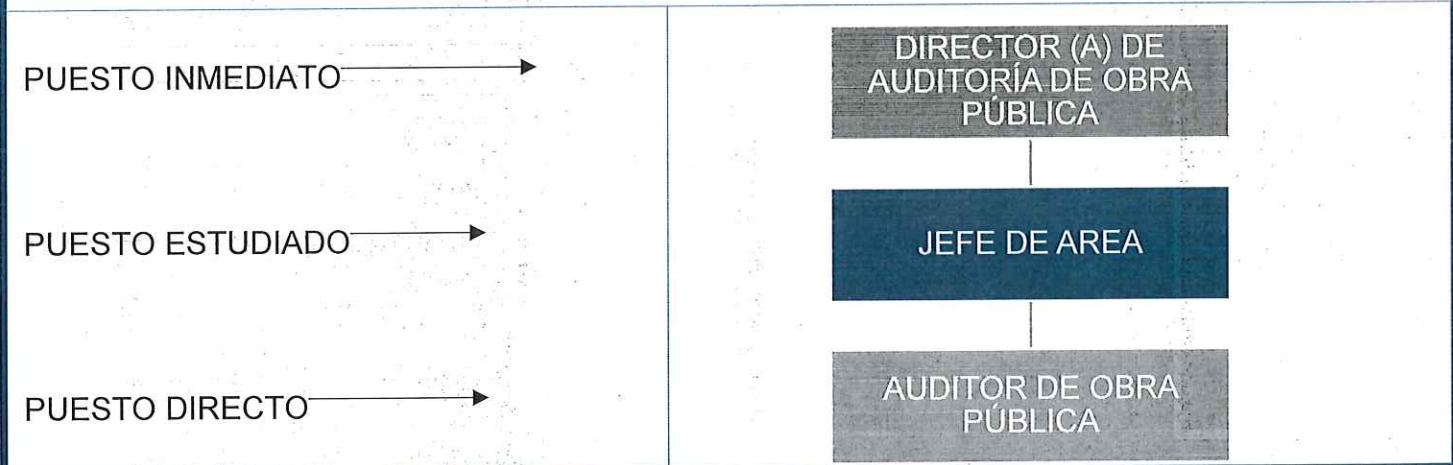 PUESTO INMEDIATO
DIRECTOR (A) DE
AUDITORÍA DE OBRA
PÚBLICA
PUESTO ESTUDIADO
JEFE DE AREA
PUESTO DIRECTO
AUDITOR DE OBRA
PÚBLICA